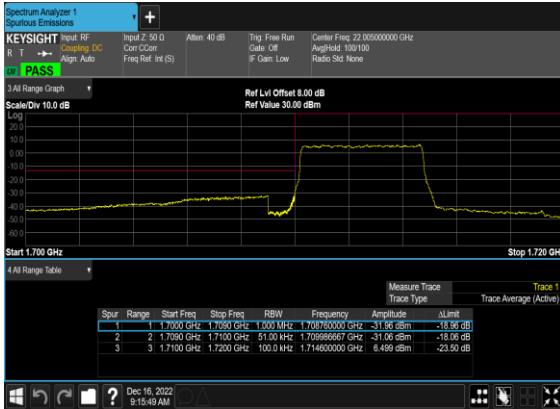 Spectrum Analyzer 1
Spurious Emissions
+
KEYSIGHT Input: RF Input Z: 50 Ω Atten: 40 dB Trig: Free Run Center Freq: 22.005000000 GHz
R T Coupling: DC Corr CCorr Gate: Off Avg|Hold: 100/100
Align: Auto Freq Ref: Int (S) IF Gain: Low Radio Std: None
PASS
3 All Range Graph
Ref Lvl Offset 8.00 dB
Scale/Div 10.0 dB Ref Value 30.00 dBm
Log
20.0
10.0
0.00
-10.0
-20.0
-30.0
-40.0
-50.0
-60.0
Start 1.700 GHz Stop 1.720 GH
4 All Range Table
Measure Trace Trace 1
Trace Type Trace Average (Active)
Spur Range Start Freq Stop Freq RBW Frequency Amplitude ΔLimit
1 1 1.7000 GHz 1.7090 GHz 1.000 MHz 1.708760000 GHz -31.96 dBm -18.96 dB
2 2 1.7090 GHz 1.7100 GHz 51.00 kHz 1.709986667 GHz -31.06 dBm -18.06 dB
3 3 1.7100 GHz 1.7200 GHz 100.0 kHz 1.714600000 GHz 6.499 dBm -23.50 dB
? Dec 16, 2022
9:15:49 AM